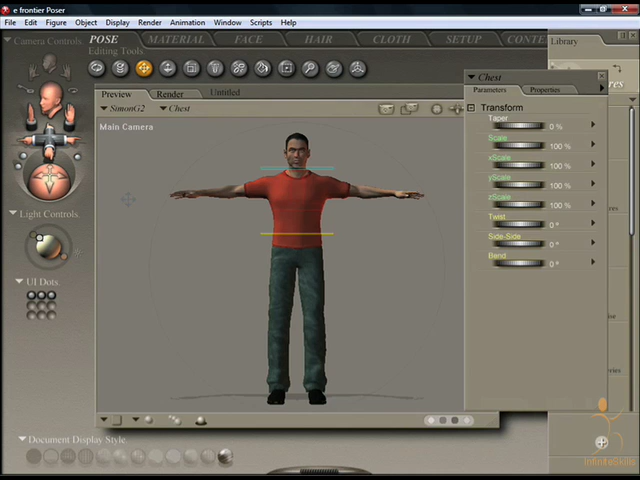 e frontier Poser
File Edit Figure Object Display Render Animation Window Scripts Help
Camera Controls
POSE MATERIAL FACE HAIR CLOTH SETUP CONTE
Library
Editing Tools
Chest
Parameters Properties
res
Preview Render Untitled
SimonG2 Chest
Main Camera
Transform
Taper
0 %
Scale
100 %
xScale
100 %
yScale
100 %
zScale
100 %
Twist
0 °
Side-Side
0 °
Bend
0 °
Light Controls
UI Dots
Document Display Style
InfiniteSkills